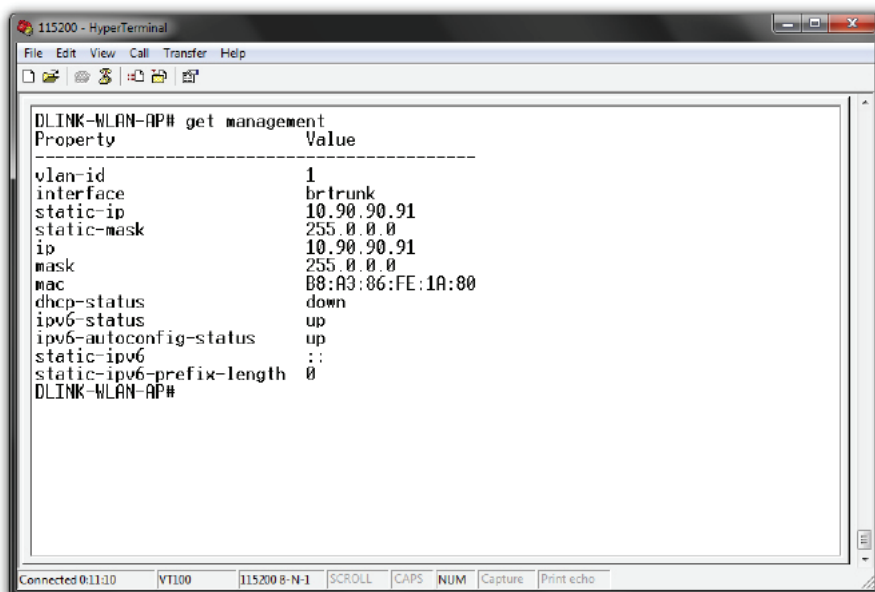 115200 - HyperTerminal
File Edit View Call Transfer Help
DLINK-WLAN-AP# get management
Property Value
---------------------------------------------
vlan-id 1
interface brtrunk
static-ip 10.90.90.91
static-mask 255.0.0.0
ip 10.90.90.91
mask 255.0.0.0
mac B8:A3:86:FE:1A:80
dhcp-status down
ipv6-status up
ipv6-autoconfig-status up
static-ipv6 ::
static-ipv6-prefix-length 0
DLINK-WLAN-AP#
Connected 0:11:10 VT100 115200 8-N-1 SCROLL CAPS NUM Capture Print echo